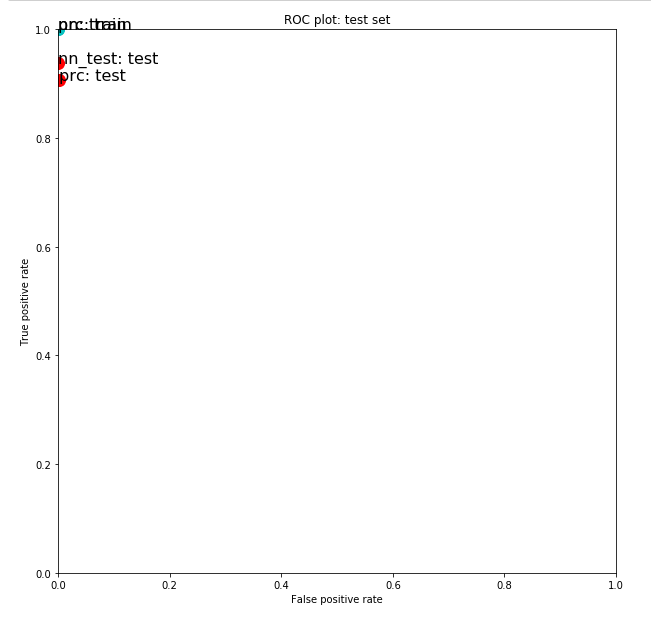 ROC plot: test set
prc: train
nn_test: test
prc: test
1.0
0.8
0.6
0.4
0.2
0.0
True positive rate
0.0 0.2 0.4 0.6 0.8 1.0
False positive rate